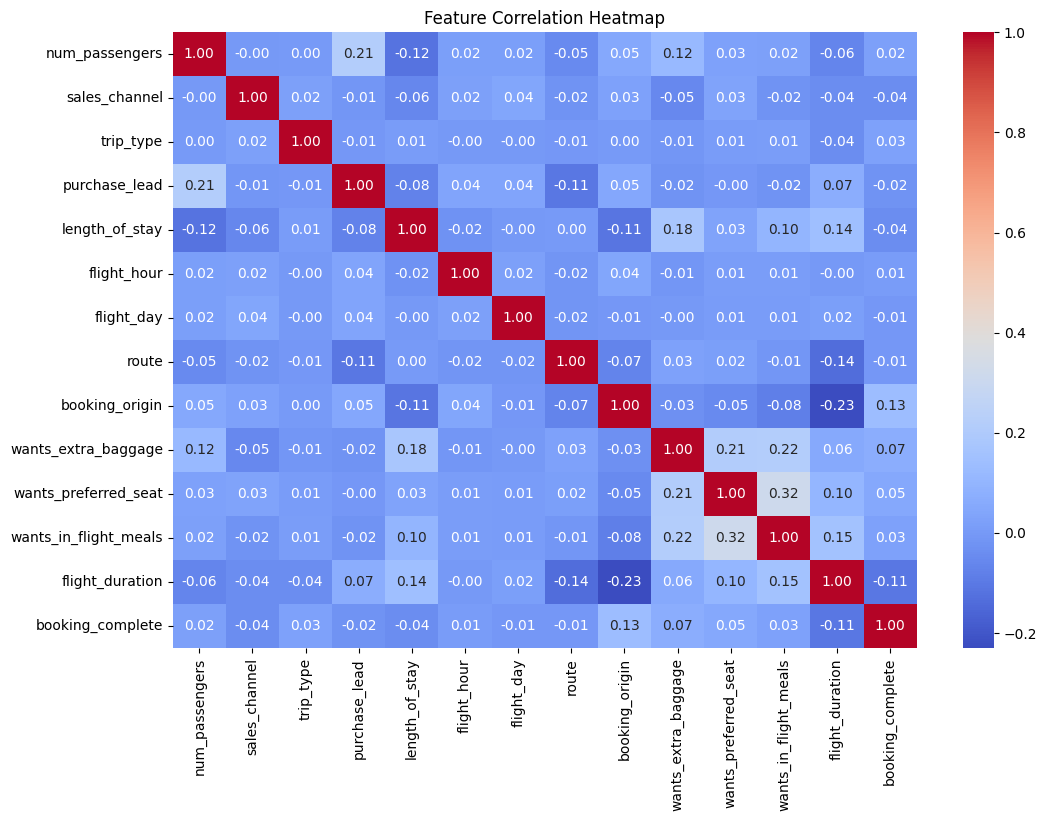 Feature Correlation Heatmap
num_passengers 1.00 -0.00 0.00 0.21 -0.12 0.02 0.02 -0.05 0.05 0.12 0.03 0.02 -0.06 0.02
sales_channel -0.00 1.00 0.02 -0.01 -0.06 0.02 0.04 -0.02 0.03 -0.05 0.03 -0.02 -0.04 -0.04
trip_type 0.00 0.02 1.00 -0.01 0.01 -0.00 -0.00 -0.01 0.00 -0.01 0.01 0.01 -0.04 0.03
purchase_lead 0.21 -0.01 -0.01 1.00 -0.08 0.04 0.04 -0.11 0.05 -0.02 -0.00 -0.02 0.07 -0.02
length_of_stay -0.12 -0.06 0.01 -0.08 1.00 -0.02 -0.00 0.00 -0.11 0.18 0.03 0.10 0.14 -0.04
flight_hour 0.02 0.02 -0.00 0.04 -0.02 1.00 0.02 -0.02 0.04 -0.01 0.01 0.01 -0.00 0.01
flight_day 0.02 0.04 -0.00 0.04 -0.00 0.02 1.00 -0.02 -0.01 -0.00 0.01 0.01 0.02 -0.01
route -0.05 -0.02 -0.01 -0.11 0.00 -0.02 -0.02 1.00 -0.07 0.03 0.02 -0.01 -0.14 -0.01
booking_origin 0.05 0.03 0.00 0.05 -0.11 0.04 -0.01 -0.07 1.00 -0.03 -0.05 -0.08 -0.23 0.13
wants_extra_baggage 0.12 -0.05 -0.01 -0.02 0.18 -0.01 -0.00 0.03 -0.03 1.00 0.21 0.22 0.06 0.07
wants_preferred_seat 0.03 0.03 0.01 -0.00 0.03 0.01 0.01 0.02 -0.05 0.21 1.00 0.32 0.10 0.05
wants_in_flight_meals 0.02 -0.02 0.01 -0.02 0.10 0.01 0.01 -0.01 -0.08 0.22 0.32 1.00 0.15 0.03
flight_duration -0.06 -0.04 -0.04 0.07 0.14 -0.00 0.02 -0.14 -0.23 0.06 0.10 0.15 1.00 -0.11
booking_complete 0.02 -0.04 0.03 -0.02 -0.04 0.01 -0.01 -0.01 0.13 0.07 0.05 0.03 -0.11 1.00
num_passengers
sales_channel
trip_type
purchase_lead
length_of_stay
flight_hour
flight_day
route
booking_origin
wants_extra_baggage
wants_preferred_seat
wants_in_flight_meals
flight_duration
booking_complete
1.0
0.8
0.6
0.4
0.2
0.0
−0.2